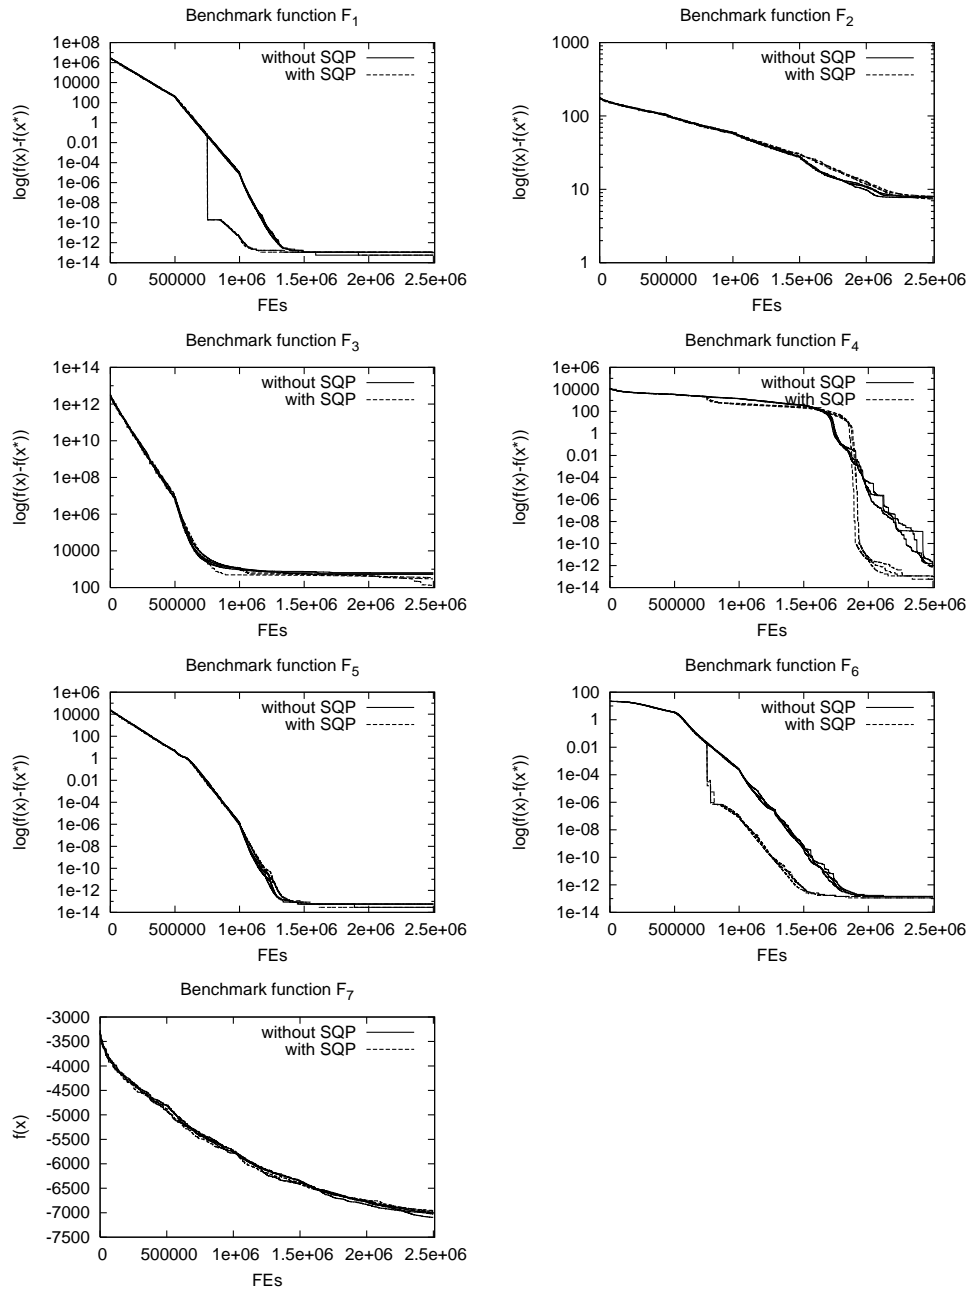 Benchmark function F1
log(f(x)-f(x*))
1e+08
1e+06
10000
100
1
0.01
1e-04
1e-06
1e-08
1e-10
1e-12
1e-14
without SQP
with SQP
0 500000 1e+06 1.5e+06 2e+06 2.5e+06
FEs
Benchmark function F2
log(f(x)-f(x*))
1000
100
10
1
without SQP
with SQP
0 500000 1e+06 1.5e+06 2e+06 2.5e+06
FEs
Benchmark function F3
log(f(x)-f(x*))
1e+14
1e+12
1e+10
1e+08
1e+06
10000
100
without SQP
with SQP
0 500000 1e+06 1.5e+06 2e+06 2.5e+06
FEs
Benchmark function F4
log(f(x)-f(x*))
1e+06
10000
100
1
0.01
1e-04
1e-06
1e-08
1e-10
1e-12
1e-14
without SQP
with SQP
0 500000 1e+06 1.5e+06 2e+06 2.5e+06
FEs
Benchmark function F5
log(f(x)-f(x*))
1e+06
10000
100
1
0.01
1e-04
1e-06
1e-08
1e-10
1e-12
1e-14
without SQP
with SQP
0 500000 1e+06 1.5e+06 2e+06 2.5e+06
FEs
Benchmark function F6
log(f(x)-f(x*))
100
1
0.01
1e-04
1e-06
1e-08
1e-10
1e-12
1e-14
without SQP
with SQP
0 500000 1e+06 1.5e+06 2e+06 2.5e+06
FEs
Benchmark function F7
f(x)
-3000
-3500
-4000
-4500
-5000
-5500
-6000
-6500
-7000
-7500
without SQP
with SQP
0 500000 1e+06 1.5e+06 2e+06 2.5e+06
FEs